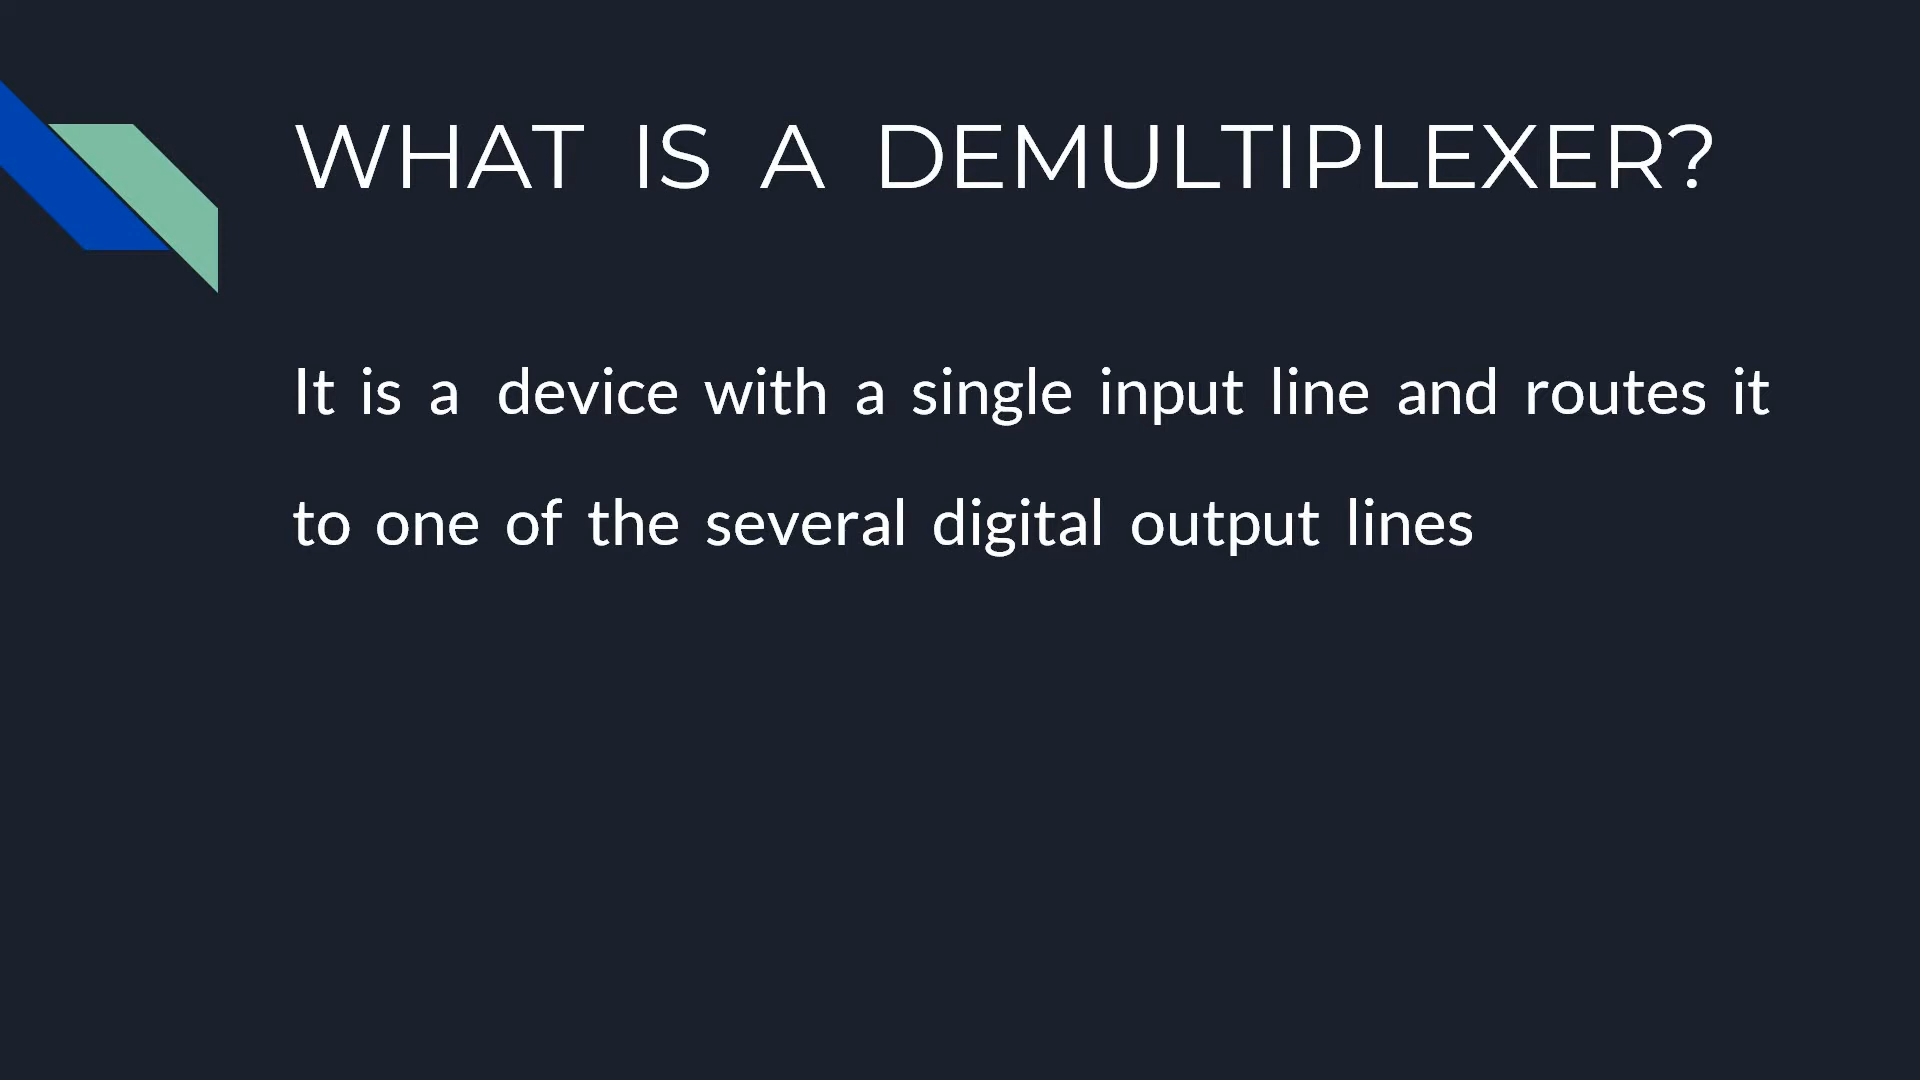 WHAT IS A DEMULTIPLEXER?
It is a device with a single input line and routes it
to one of the several digital output lines